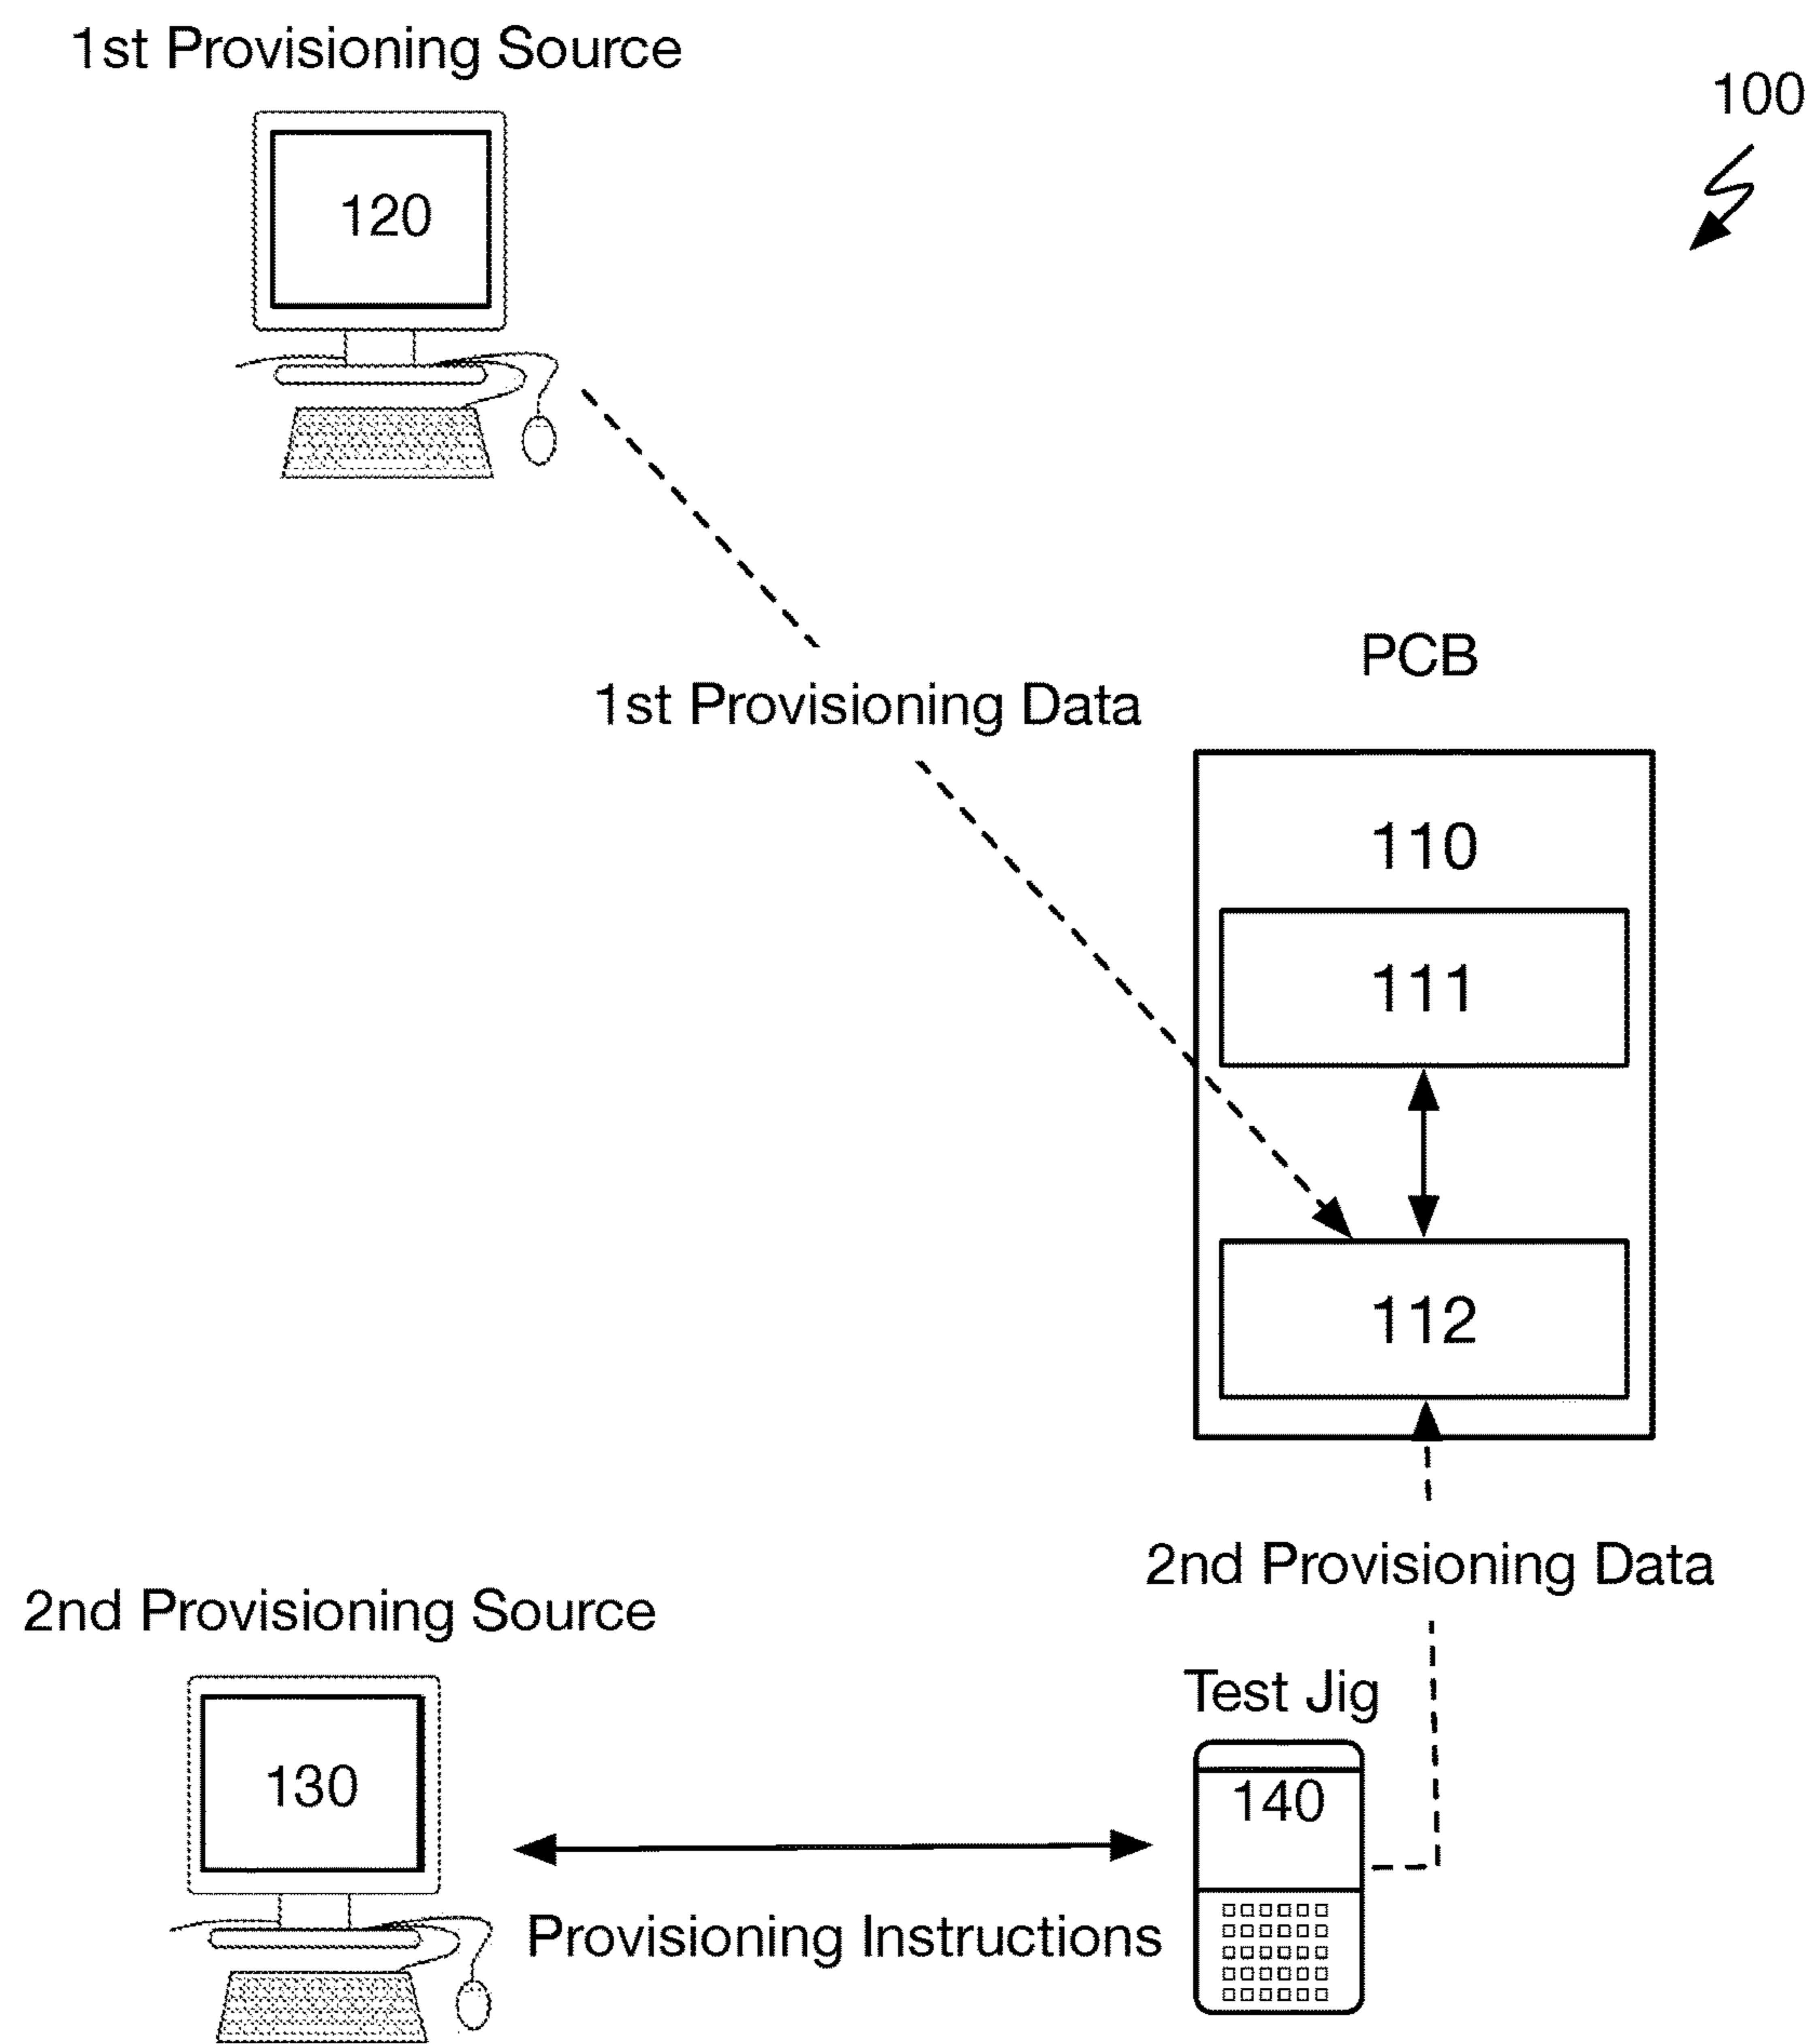 1st Provisioning Source
100
120
1st Provisioning Data
PCB
110
111
112
2nd Provisioning Data
2nd Provisioning Source
Test Jig
130
140
Provisioning Instructions